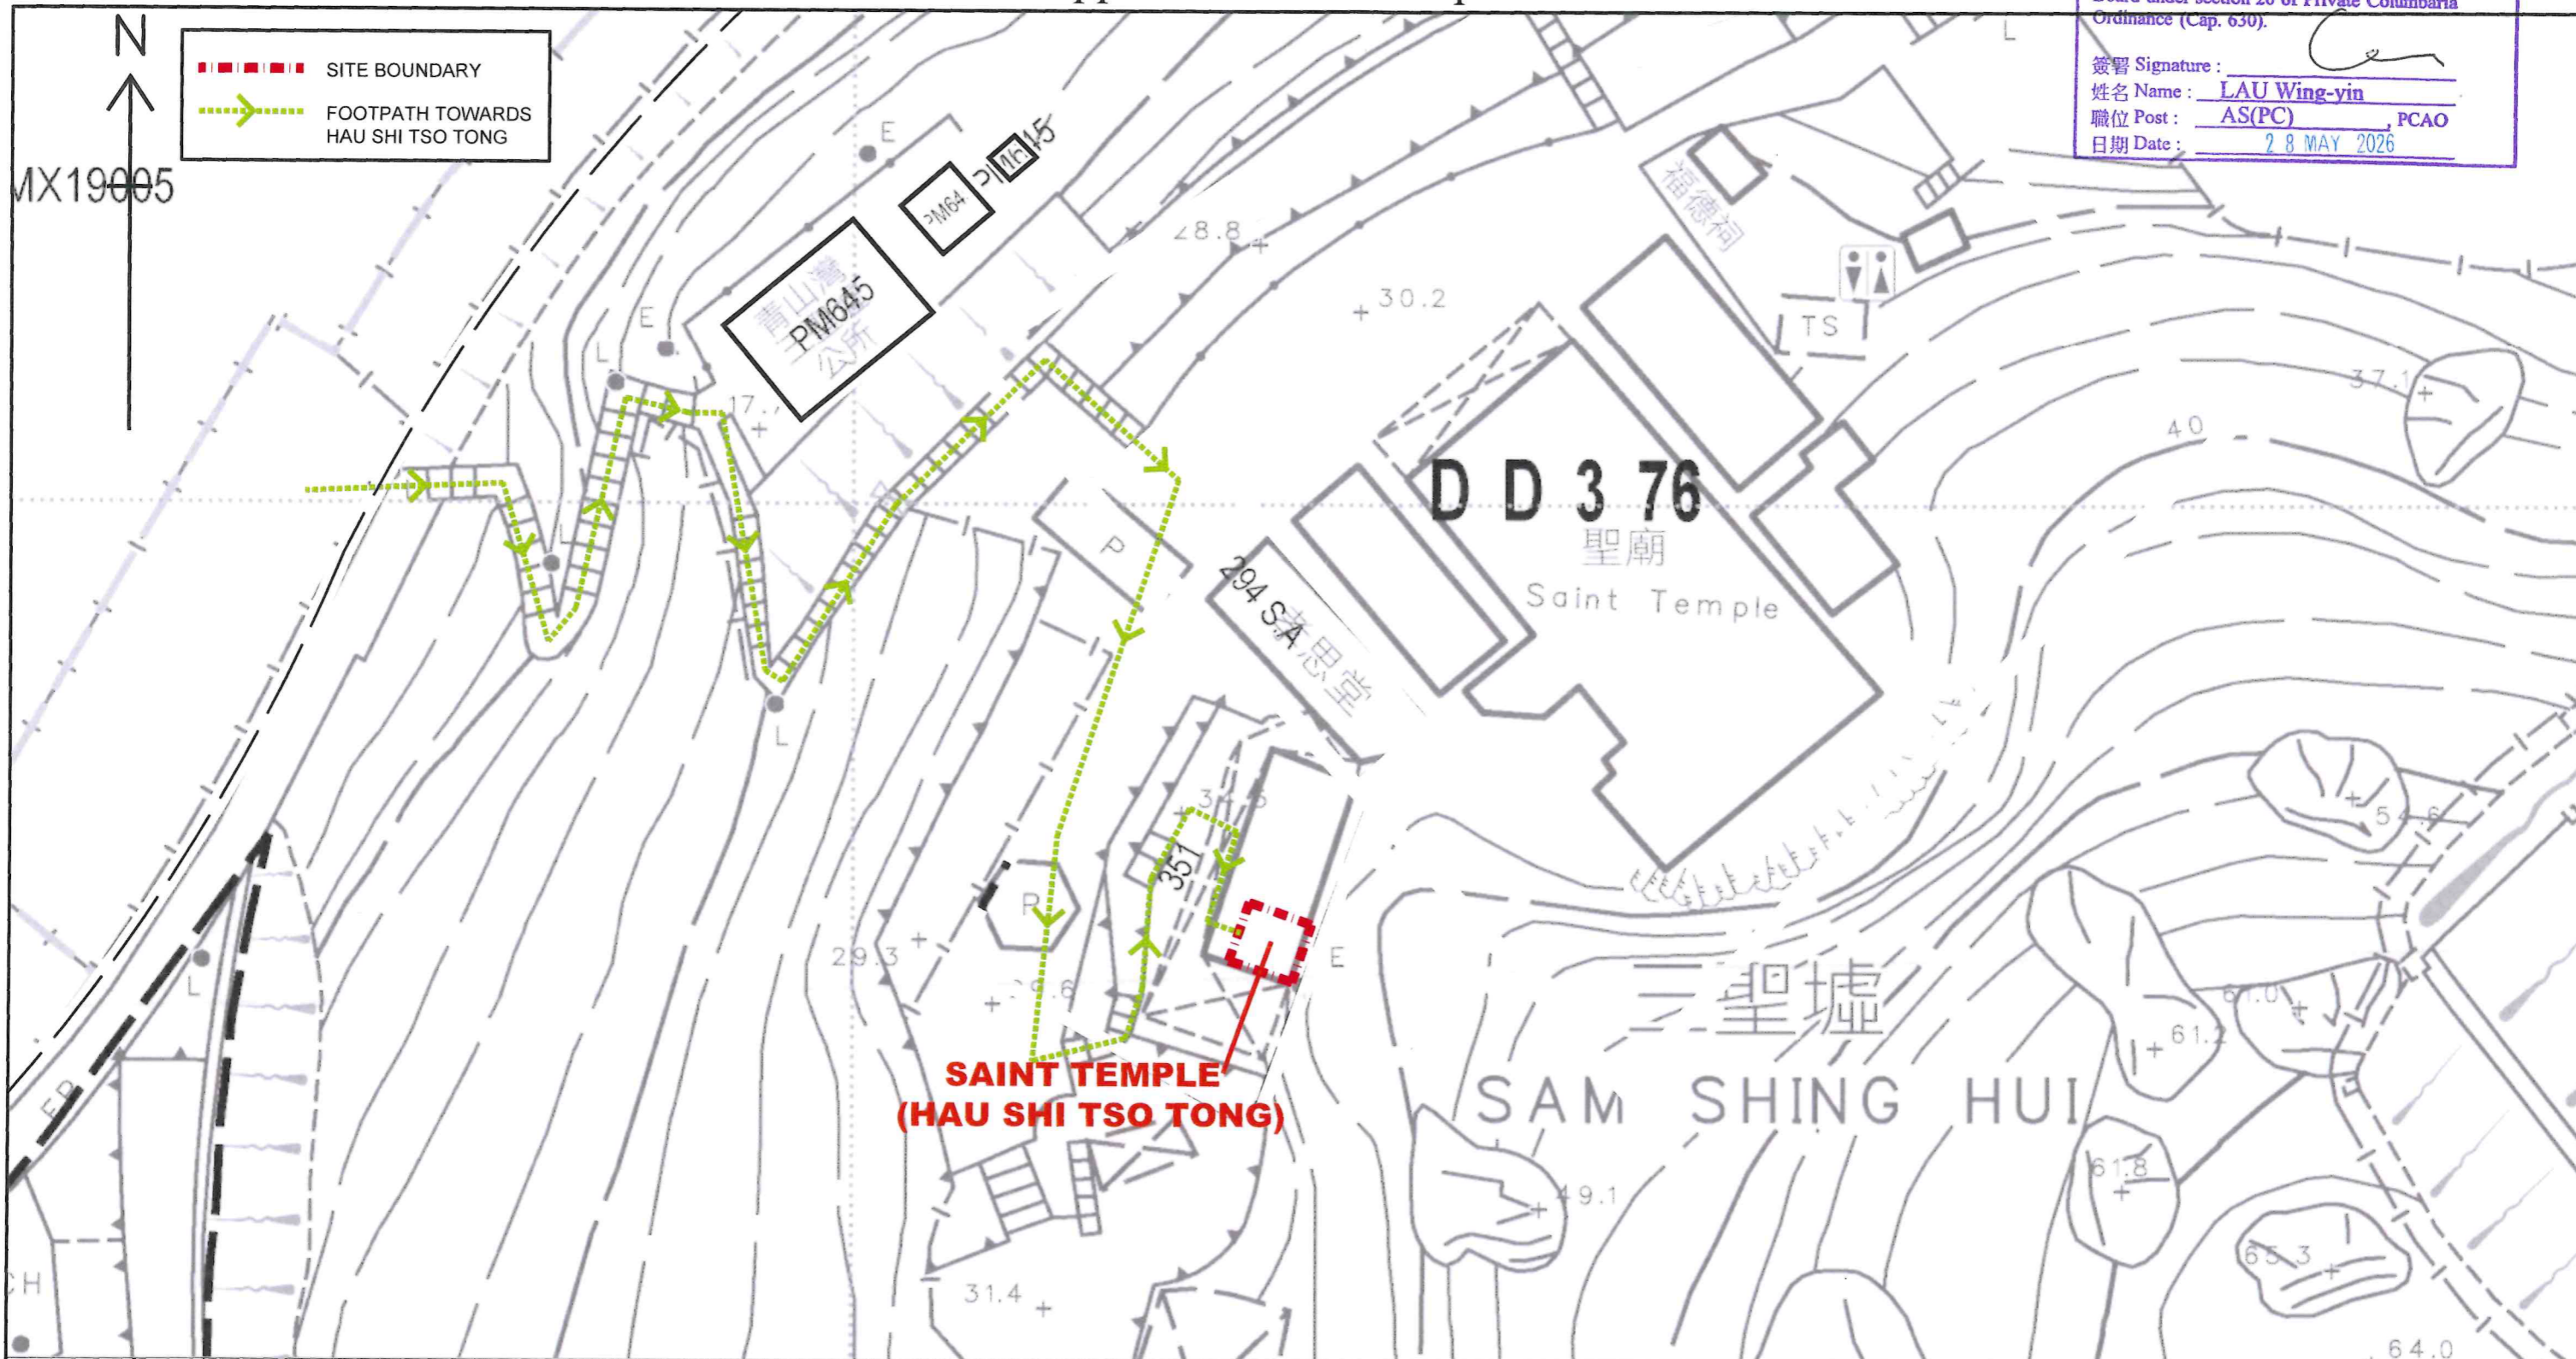 Ordinance (Cap. 630).
簽署 Signature :
姓名 Name : LAU Wing-yin
職位 Post : AS(PC) , PCAO
日期 Date : 28 MAY 2026
N
SITE BOUNDARY
FOOTPATH TOWARDS
HAU SHI TSO TONG
MX19005
E
L
福德祠
28.8
30.2
TS
PM645
青山灣
公所
PM64
E
L
37.1
40
D D 3 76
聖廟
Saint Temple
P
294 S.A
孝思堂
L
L
351
54.6
P
29.3
E
L
三聖墟
61.0
61.2
SAINT TEMPLE
(HAU SHI TSO TONG)
SAM SHING HUI
EP
49.1
61.8
65.3
31.4
64.0